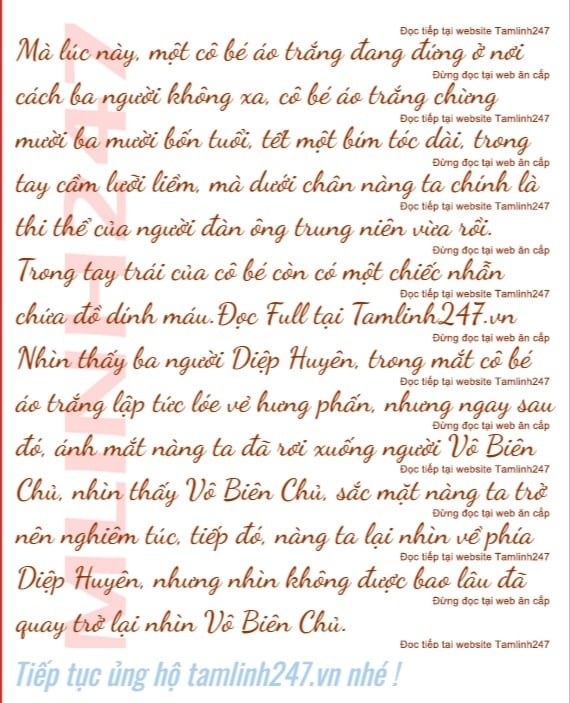 Đọc tiếp tại website Tamlinh247
Mà lúc này, một cô bé áo trắng đang đứng ở nơi
Đừng đọc tại web ăn cắp
cách ba người không xa, cô bé áo trắng chừng
Đọc tiếp tại website Tamlinh247
mười ba mười bốn tuổi, tết một bím tóc dài, trong
Đừng đọc tại web ăn cắp
tay cầm lưỡi liềm, mà dưới chân nàng ta chính là
Đọc tiếp tại website Tamlinh247
thi thể của người đàn ông trung niên vừa rồi.
Đừng đọc tại web ăn cắp
Trong tay trái của cô bé còn có một chiếc nhẫn
Đọc tiếp tại website Tamlinh247
chứa đồ dính máu.Đọc Full tại Tamlinh247.vn
Đừng đọc tại web ăn cắp
Nhìn thấy ba người Diệp Huyên, trong mắt cô bé
Đọc tiếp tại website Tamlinh247
áo trắng lập tức lóe vẻ hưng phấn, nhưng ngay sau
Đừng đọc tại web ăn cắp
đó, ánh mắt nàng ta đã rơi xuống người Vô Biên
Đọc tiếp tại website Tamlinh247
Chủ, nhìn thấy Vô Biên Chủ, sắc mặt nàng ta trở
Đừng đọc tại web ăn cắp
nên nghiêm túc, tiếp đó, nàng ta lại nhìn về phía
Đọc tiếp tại website Tamlinh247
Diệp Huyên, nhưng nhìn không được bao lâu đã
Đừng đọc tại web ăn cắp
quay trở lại nhìn Vô Biên Chủ.
Đọc tiếp tại website Tamlinh247
MLINH247
Tiếp tục ủng hộ tamlinh247.vn nhé !